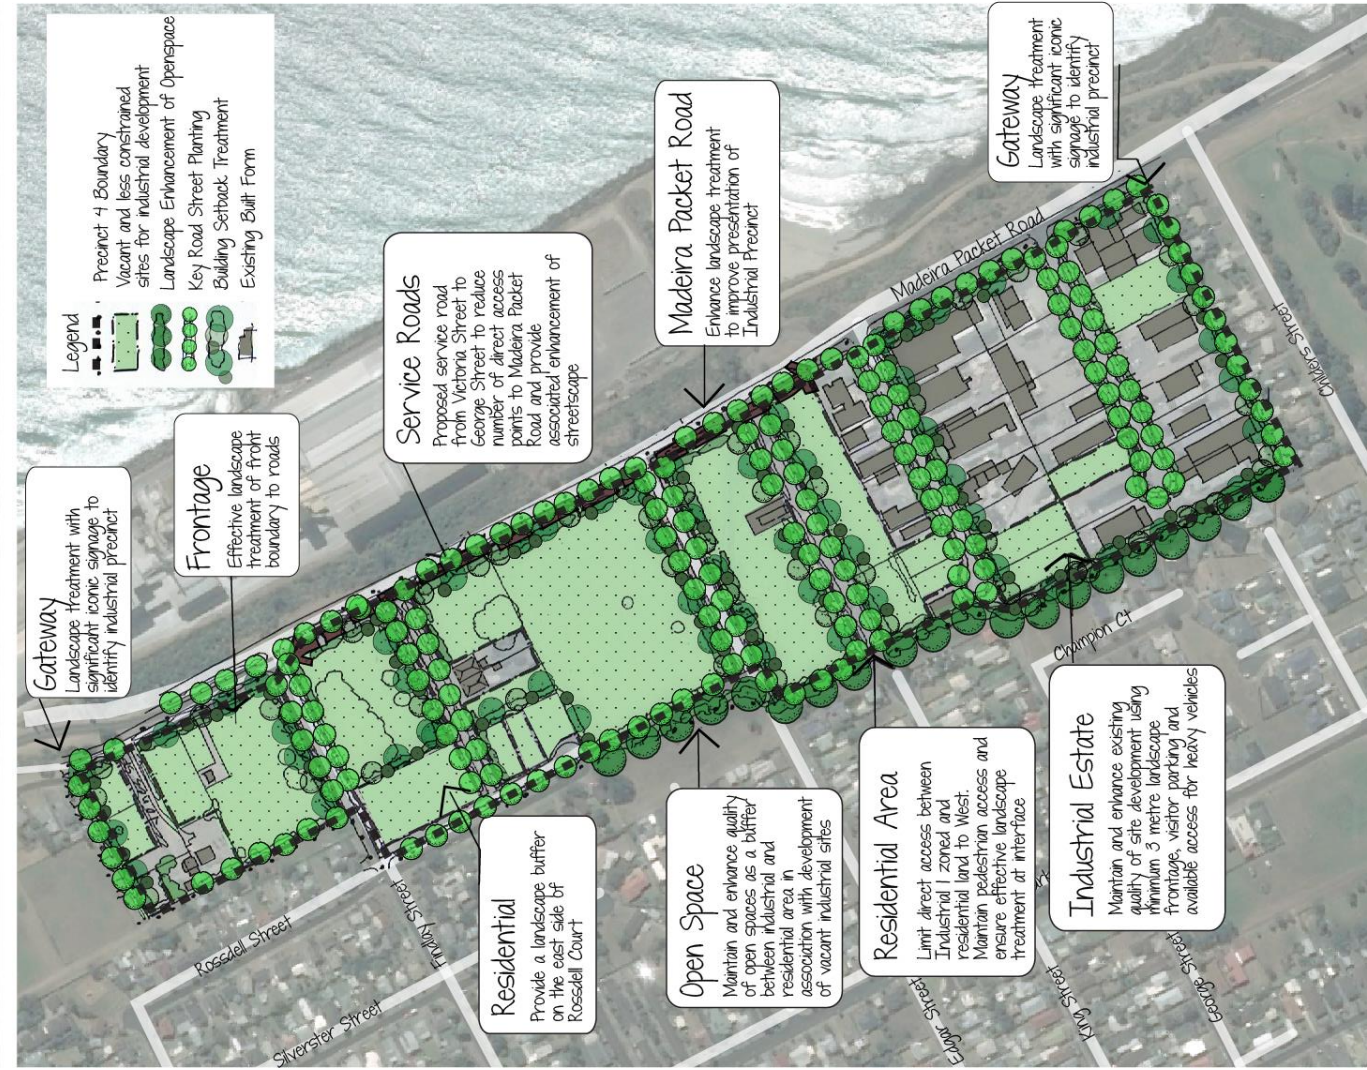 Legend
Precinct 4 Boundary
Vacant and less constrained
sites for industrial development
Landscape Enhancement of Openspace
Key Road Street Planting
Building Setback Treatment
Existing Built Form
Gateway
Landscape treatment with
significant iconic signage to
identify industrial precinct
Frontage
Effective landscape
treatment of front
boundary to roads
Service Roads
Proposed service road
from Victoria Street to
George Street to reduce
number of direct access
points to Madeira Packet
Road and provide
associated enhancement of
streetscape
Madeira Packet Road
Enhance landscape treatment
to improve presentation of
Industrial Precinct
Gateway
Landscape treatment
with significant iconic
signage to identify
industrial precinct
Madeira Packet Road
Childers Street
Champion Ct
Rossdell Street
Findlay Street
Silverster Street
Edgar Street
King Street
George Street
Residential
Provide a landscape buffer
on the east side of
Rossdell Court
Open Space
Maintain and enhance quality
of open spaces as a buffer
between industrial and
residential area in
association with development
of vacant industrial sites
Residential Area
Limit direct access between
Industrial 1 zoned and
residential land to West.
Maintain pedestrian access and
ensure effective landscape
treatment at interface
Industrial Estate
Maintain and enhance existing
quality of site development using
minimum 3 metre landscape
frontage, visitor parking and
available access for heavy vehicles